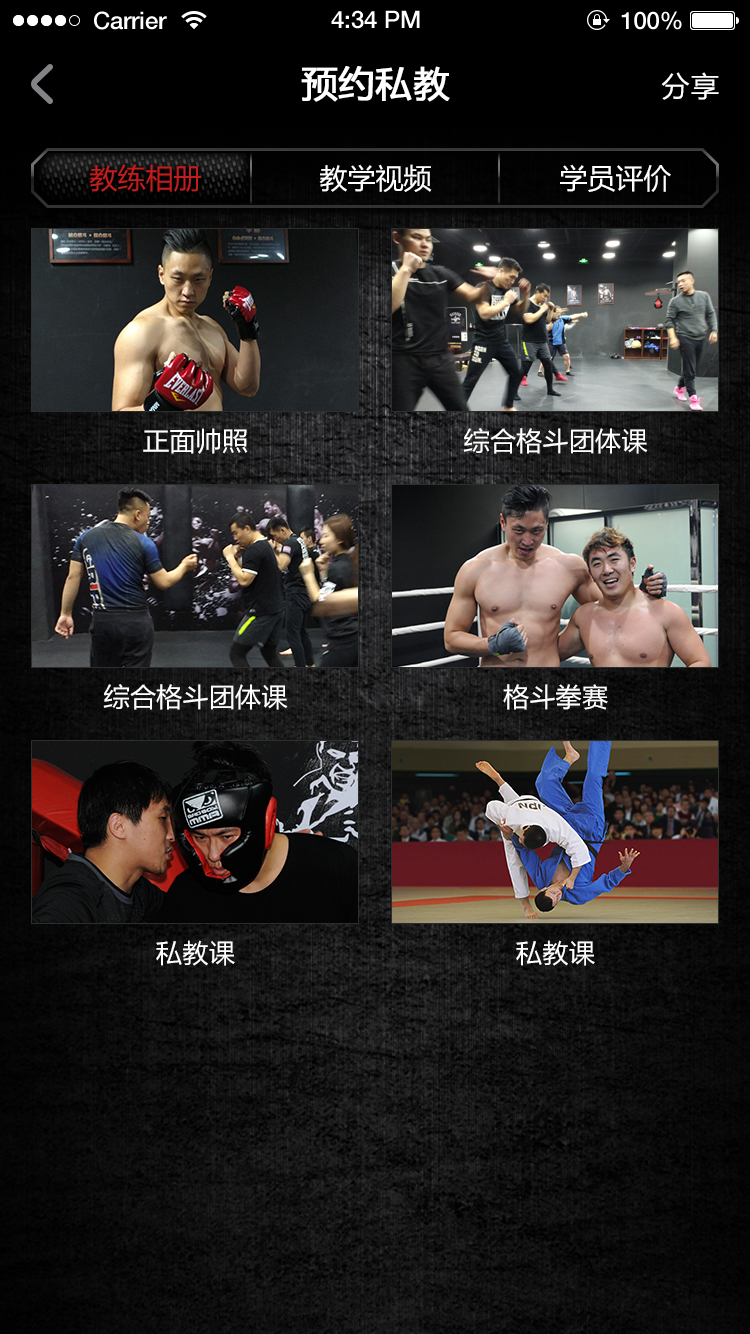 Carrier 4:34 PM 100%
预约私教 分享
教练相册 教学视频 学员评价
EVERLAST
正面帅照 综合格斗团体课
综合格斗团体课 格斗拳赛
JPN
私教课 私教课